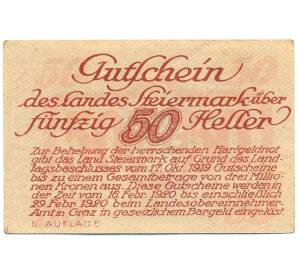 Gutschein
des Landes Steiermark über
fünfzig 50 Heller
Zur Behebung der herrschenden Hartgeldnot
gibt das Land Steiermark auf Grund des Land-
tagsbeschlusses vom 17. Okt. 1919 Gutscheine
bis zu einem Gesamtbetrage von drei Millio-
nen Kronen aus. Diese Gutscheine werden in
der Zeit vom 16. Febr. 1920 bis einschließlich
29. Febr. 1920 beim Landesobereinnehmer-
Amt in Graz in gesetzlichem Bargeld eingelöst.
II. AUFLAGE